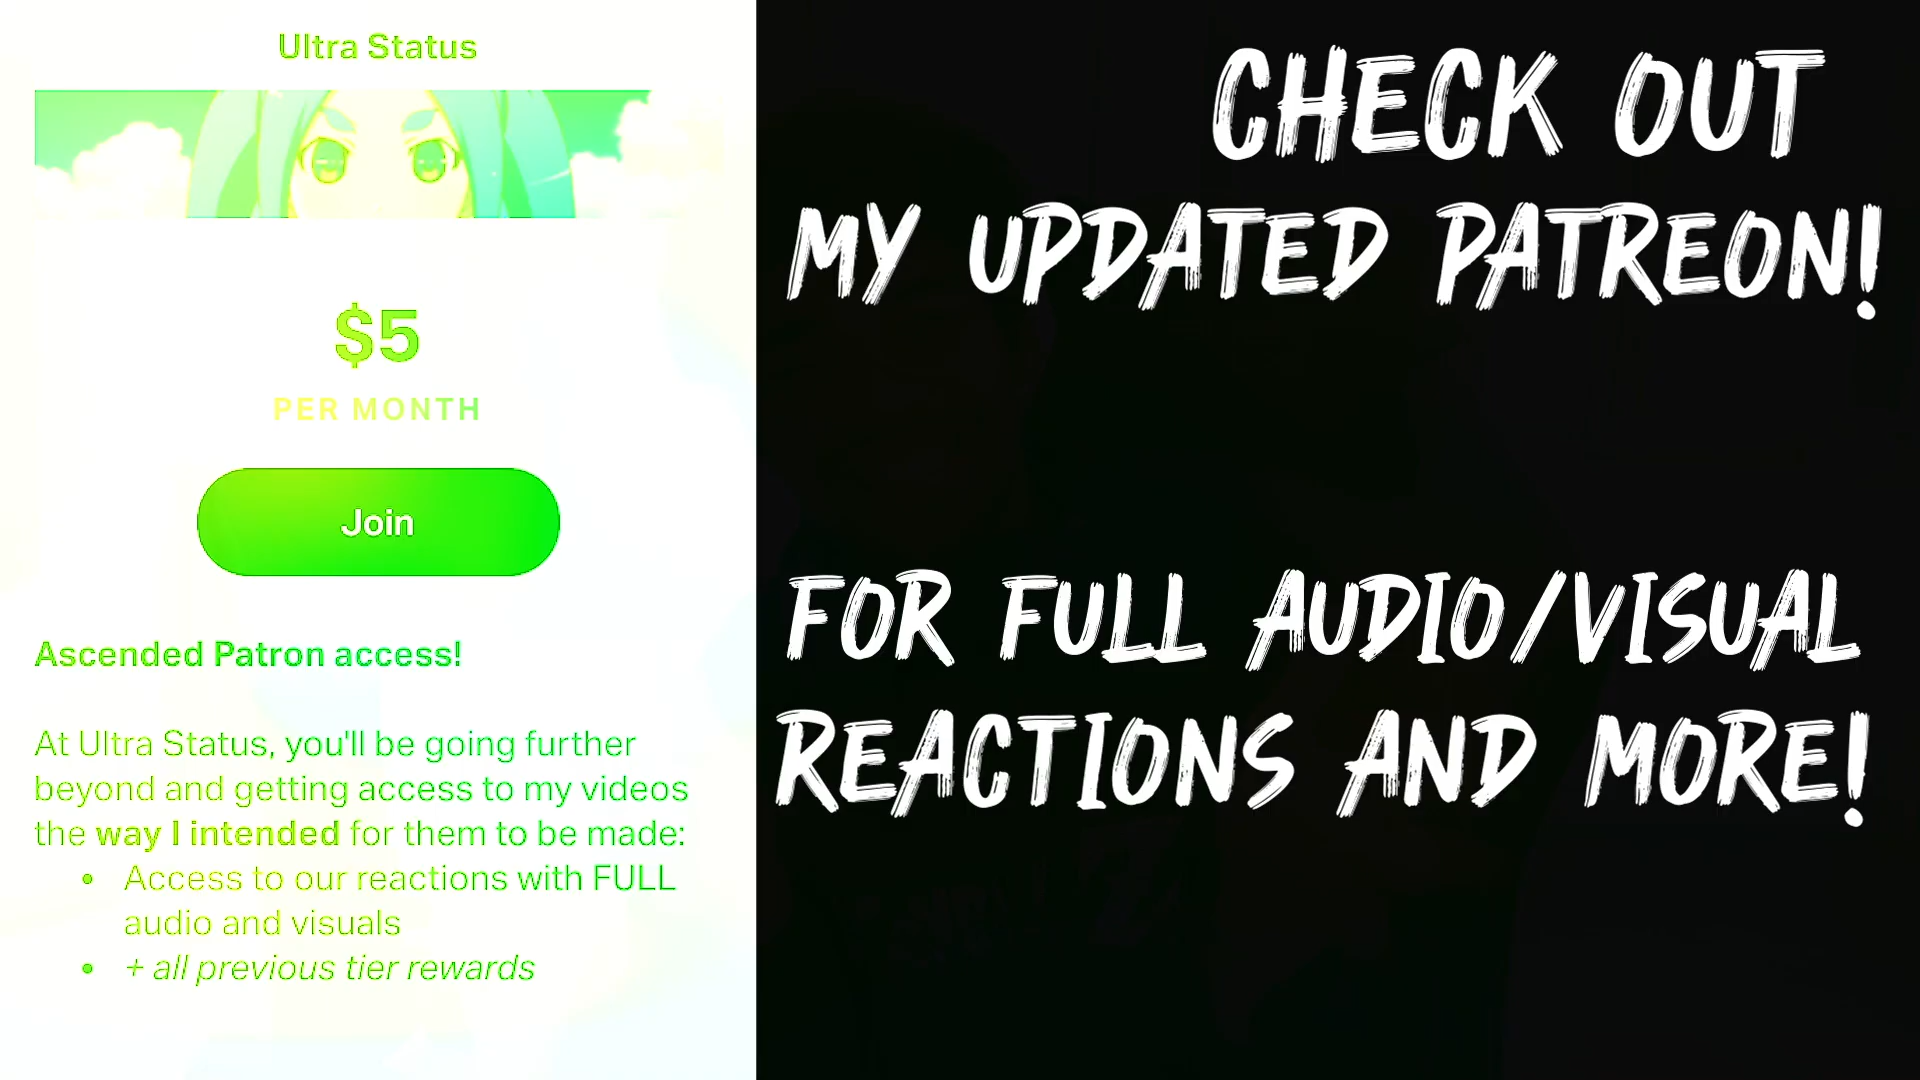 Ultra Status
$5
PER MONTH
Join
Ascended Patron access!
At Ultra Status, you'll be going further
beyond and getting access to my videos
the way I intended for them to be made:
• Access to our reactions with FULL
audio and visuals
• + all previous tier rewards
CHECK OUT
MY UPDATED PATREON!
FOR FULL AUDIO/VISUAL
REACTIONS AND MORE!